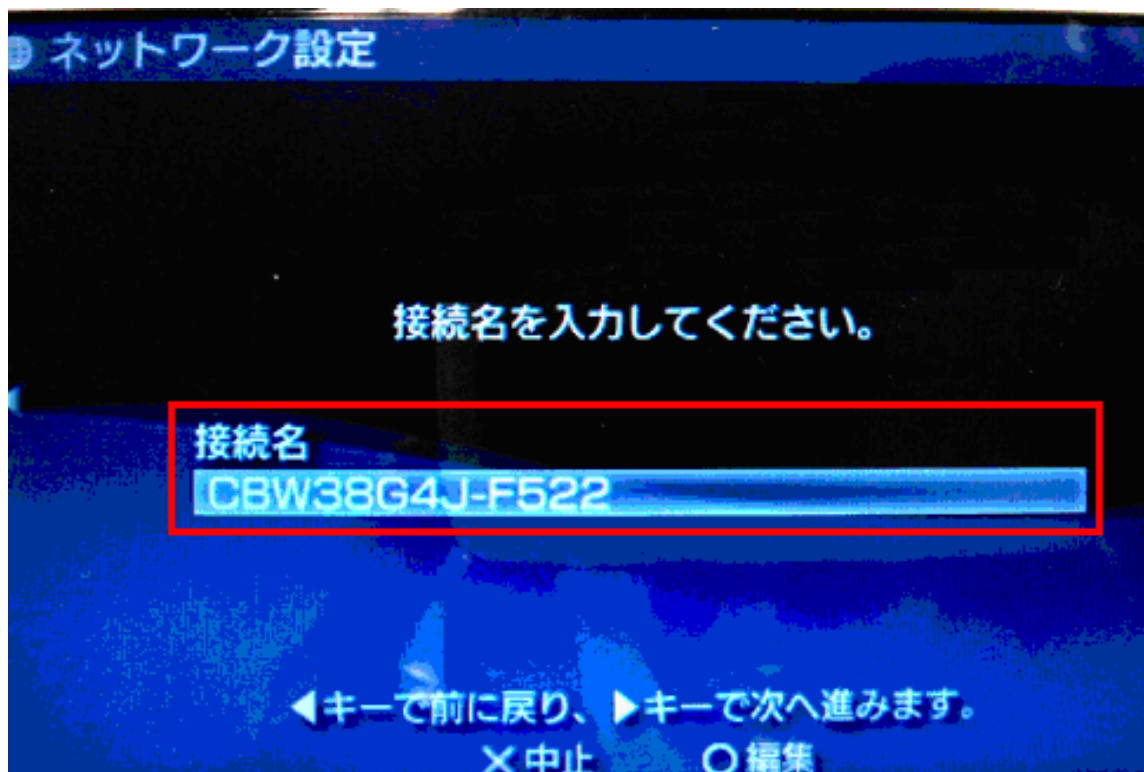 ネットワーク設定
接続名を入力してください。
接続名
CBW38G4J-F522
◀キーで前に戻り、▶キーで次へ進みます。
✕中止 ○編集